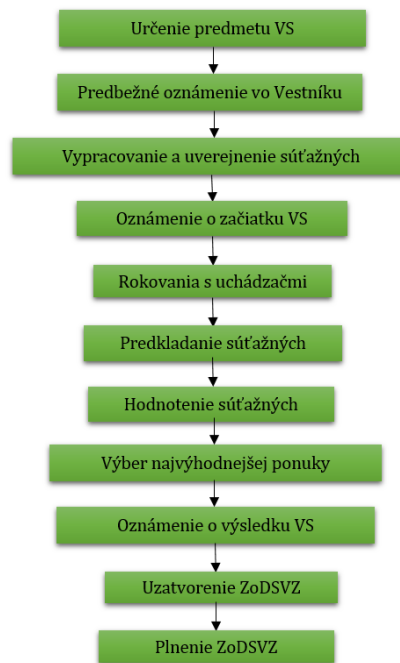 Určenie predmetu VS
Predbežné oznámenie vo Vestníku
Vypracovanie a uverejnenie súťažných
Oznámenie o začiatku VS
Rokovania s uchádzačmi
Predkladanie súťažných
Hodnotenie súťažných
Výber najvýhodnejšej ponuky
Oznámenie o výsledku VS
Uzatvorenie ZoDSVZ
Plnenie ZoDSVZ